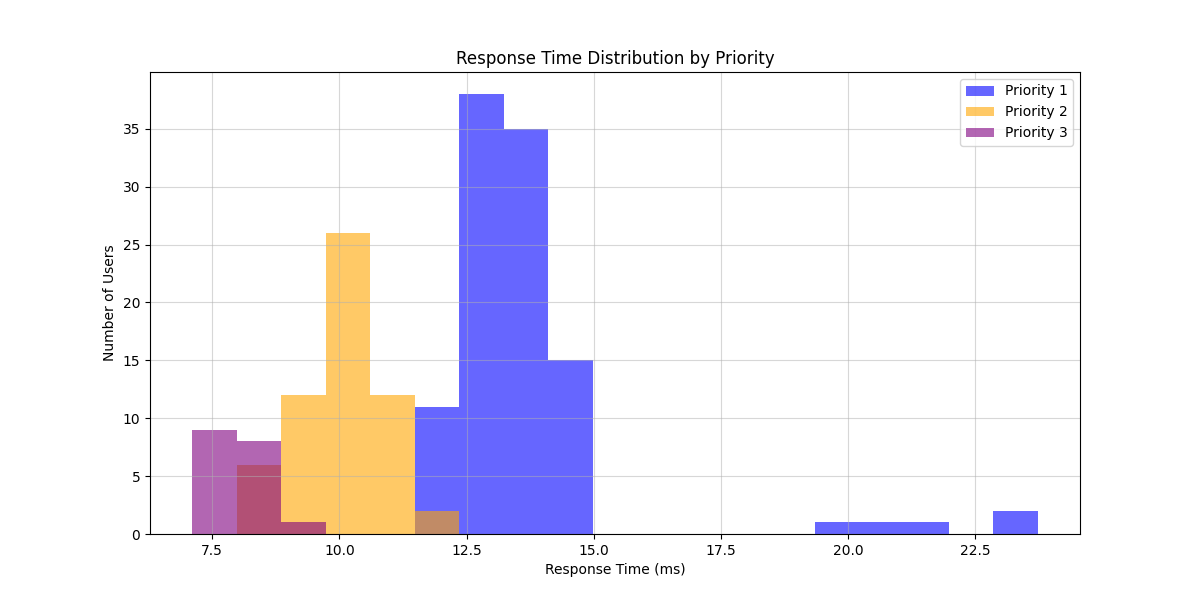 Response Time Distribution by Priority
Priority 1
Priority 2
Priority 3
Number of Users
35
30
25
20
15
10
5
0
7.5
10.0
12.5
15.0
17.5
20.0
22.5
Response Time (ms)